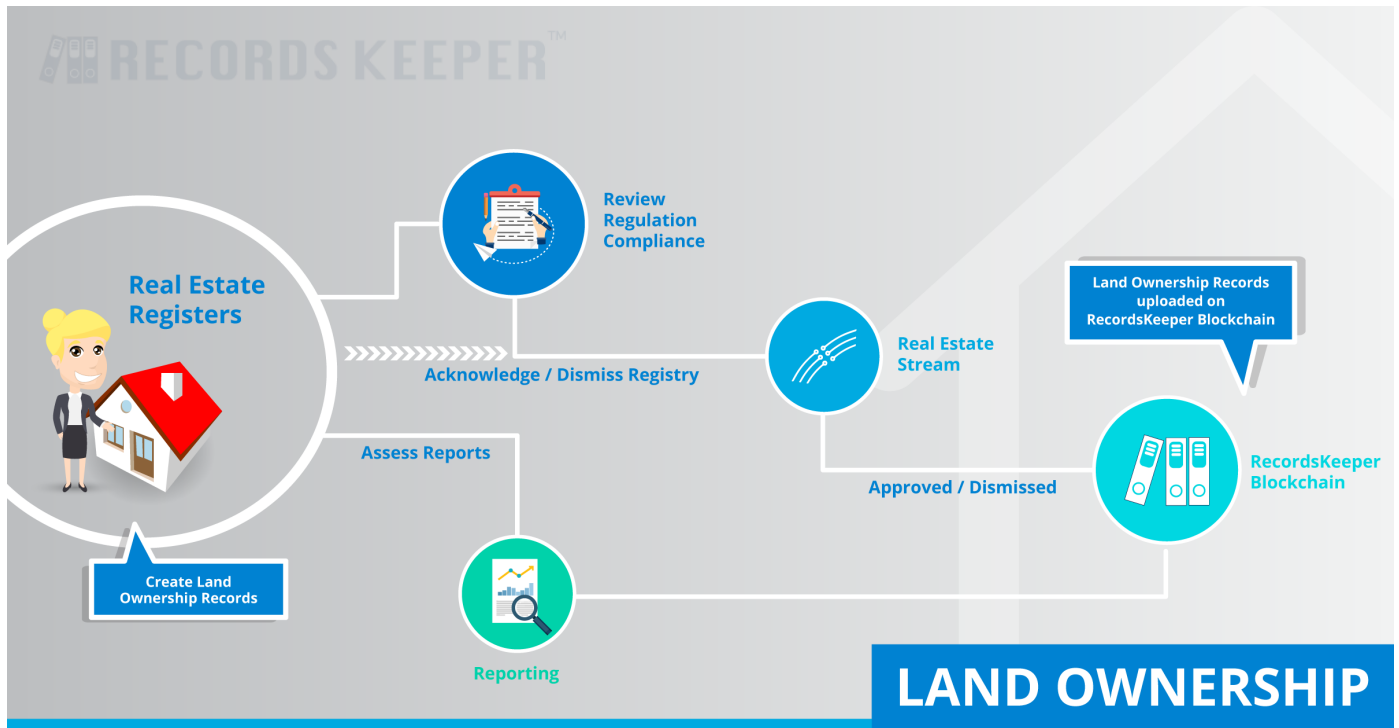 RECORDS KEEPER™
Review
Regulation
Compliance
Real Estate
Registers
Land Ownership Records
uploaded on
RecordsKeeper Blockchain
Real Estate
Stream
Acknowledge / Dismiss Registry
Assess Reports
RecordsKeeper
Blockchain
Approved / Dismissed
Create Land
Ownership Records
Reporting
LAND OWNERSHIP